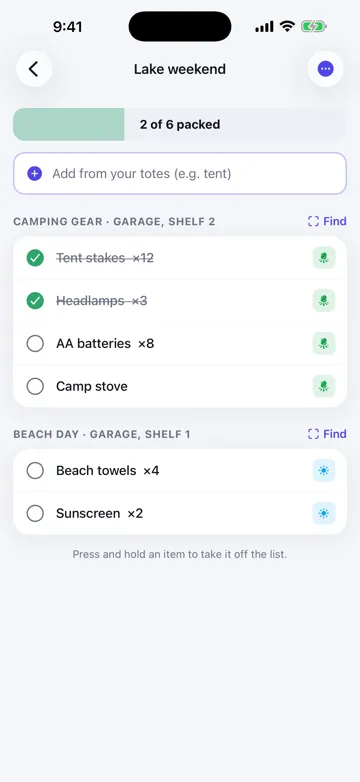 9:41
Lake weekend
2 of 6 packed
Add from your totes (e.g. tent)
CAMPING GEAR · GARAGE, SHELF 2 Find
Tent stakes ×12
Headlamps ×3
AA batteries ×8
Camp stove
BEACH DAY · GARAGE, SHELF 1 Find
Beach towels ×4
Sunscreen ×2
Press and hold an item to take it off the list.